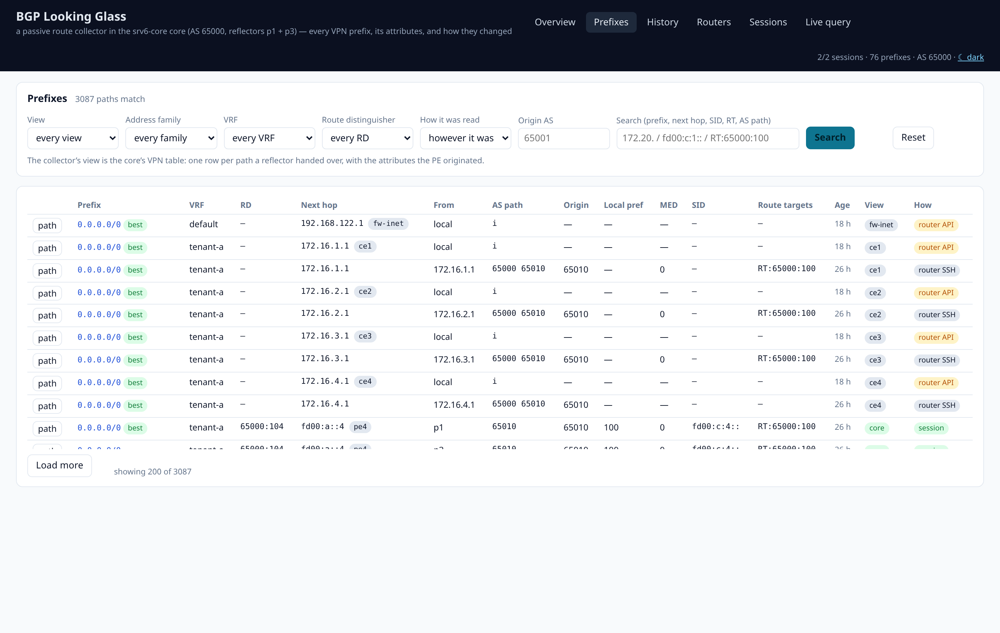 BGP Looking Glass
a passive route collector in the srv6-core core (AS 65000, reflectors p1 + p3) — every VPN prefix, its attributes, and how they changed
Overview Prefixes History Routers Sessions Live query
2/2 sessions · 76 prefixes · AS 65000 · ☾ dark
Prefixes 3087 paths match
View Address family VRF Route distinguisher How it was read Origin AS Search (prefix, next hop, SID, RT, AS path)
every view every family every VRF every RD however it was 65001 172.20. / fd00:c:1:: / RT:65000:100 Search Reset
The collector’s view is the core’s VPN table: one row per path a reflector handed over, with the attributes the PE originated.
Prefix VRF RD Next hop From AS path Origin Local pref MED SID Route targets Age View How
path 0.0.0.0/0 best default — 192.168.122.1 fw-inet local i — — — — — 18 h fw-inet router API
path 0.0.0.0/0 best tenant-a — 172.16.1.1 ce1 local i — — — — — 18 h ce1 router API
path 0.0.0.0/0 best tenant-a — 172.16.1.1 172.16.1.1 65000 65010 65010 — 0 — RT:65000:100 26 h ce1 router SSH
path 0.0.0.0/0 best tenant-a — 172.16.2.1 ce2 local i — — — — — 18 h ce2 router API
path 0.0.0.0/0 best tenant-a — 172.16.2.1 172.16.2.1 65000 65010 65010 — 0 — RT:65000:100 26 h ce2 router SSH
path 0.0.0.0/0 best tenant-a — 172.16.3.1 ce3 local i — — — — — 18 h ce3 router API
path 0.0.0.0/0 best tenant-a — 172.16.3.1 172.16.3.1 65000 65010 65010 — 0 — RT:65000:100 26 h ce3 router SSH
path 0.0.0.0/0 best tenant-a — 172.16.4.1 ce4 local i — — — — — 18 h ce4 router API
path 0.0.0.0/0 best tenant-a — 172.16.4.1 172.16.4.1 65000 65010 65010 — — — — 26 h ce4 router SSH
path 0.0.0.0/0 best tenant-a 65000:104 fd00:a::4 pe4 p1 65010 65010 100 0 fd00:c:4:: RT:65000:100 26 h core session
tenant-a 65000:104 fd00:a::4 pe4 65010 65010 100 0 fd00:c:4:: RT:65000:100 26 h
Load more showing 200 of 3087